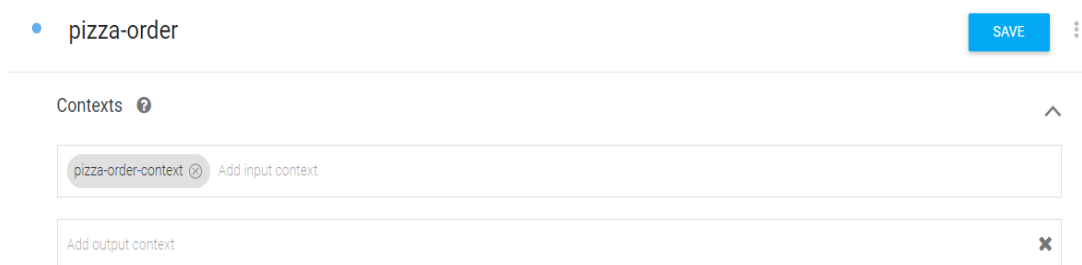 pizza-order
SAVE
Contexts
pizza-order-context Add input context
Add output context